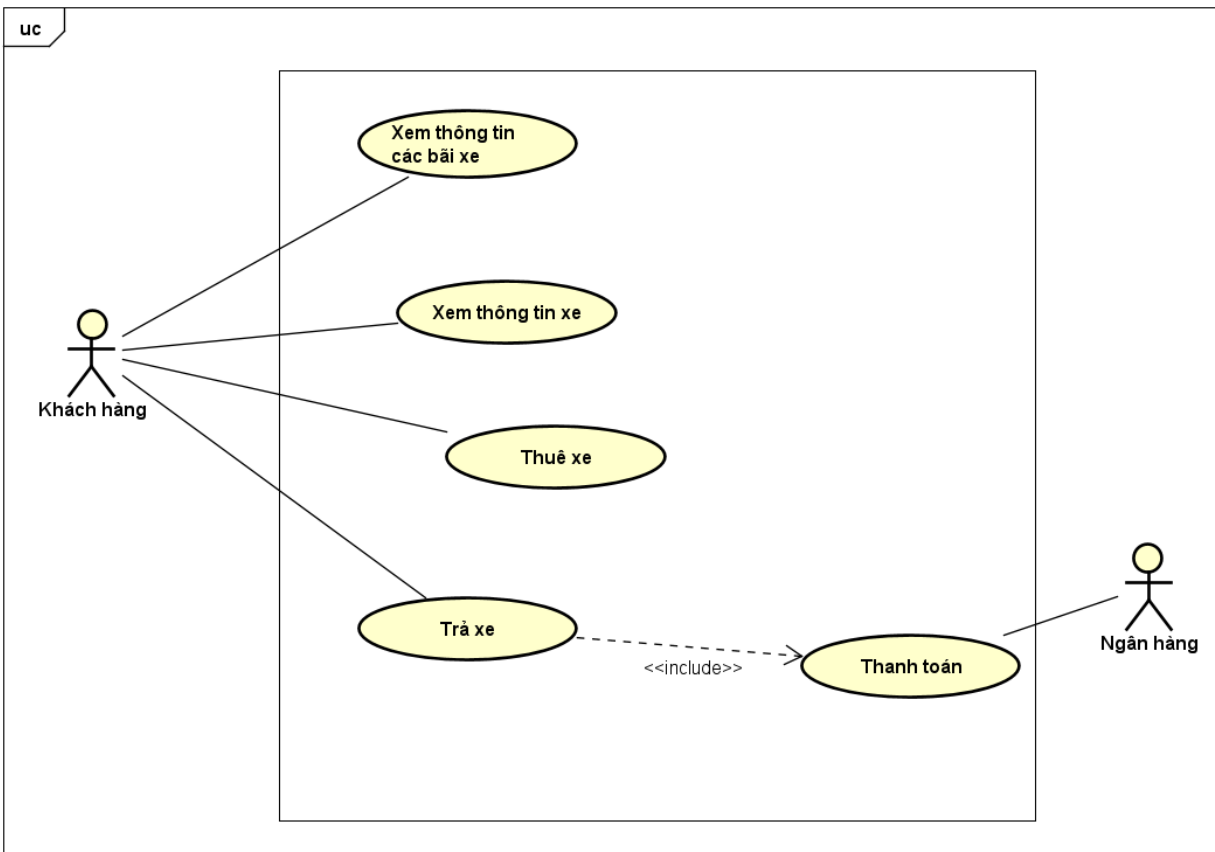 uc
Xem thông tin
các bãi xe
Xem thông tin xe
Khách hàng
Thuê xe
Trả xe
<<include>>
Thanh toán
Ngân hàng